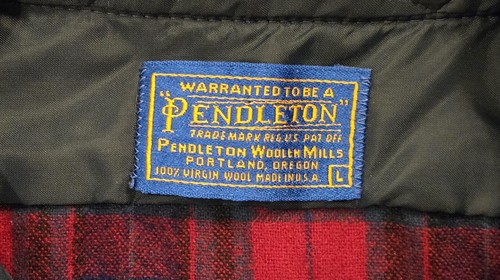 WARRANTED TO BE A
"PENDLETON"
TRADEMARK REG. U.S. PAT. OFF.
PENDLETON WOOLEN MILLS
PORTLAND, OREGON
100% VIRGIN WOOL MADE IN U.S.A. L